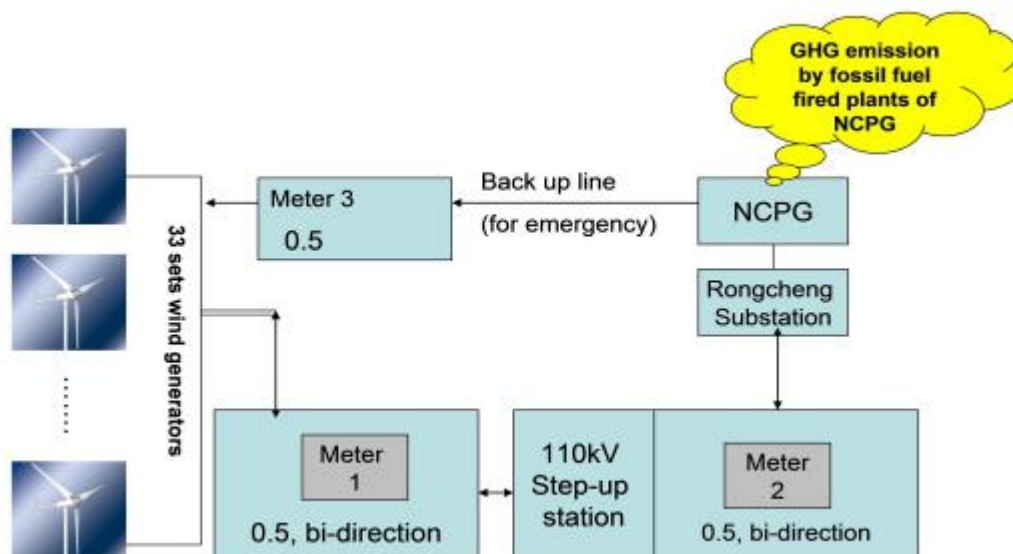 GHG emission
by fossil fuel
fired plants of
NCPG
Back up line
(for emergency)
Meter 3
0.5
NCPG
Rongcheng
Substation
33 sets wind generators
Meter
1
0.5, bi-direction
110kV
Step-up
station
Meter
2
0.5, bi-direction